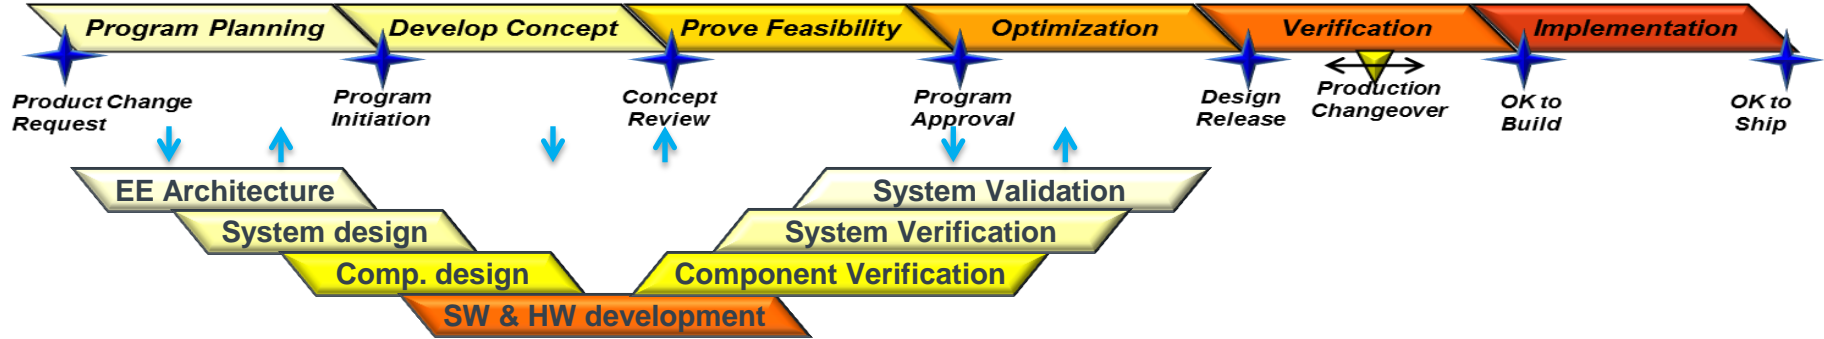 Program Planning
Develop Concept
Prove Feasibility
Optimization
Verification
Implementation
Product Change
Request
Program
Initiation
Concept
Review
Program
Approval
Design
Release
Production
Changeover
OK to
Build
OK to
Ship
EE Architecture
System Validation
System design
System Verification
Comp. design
Component Verification
SW & HW development